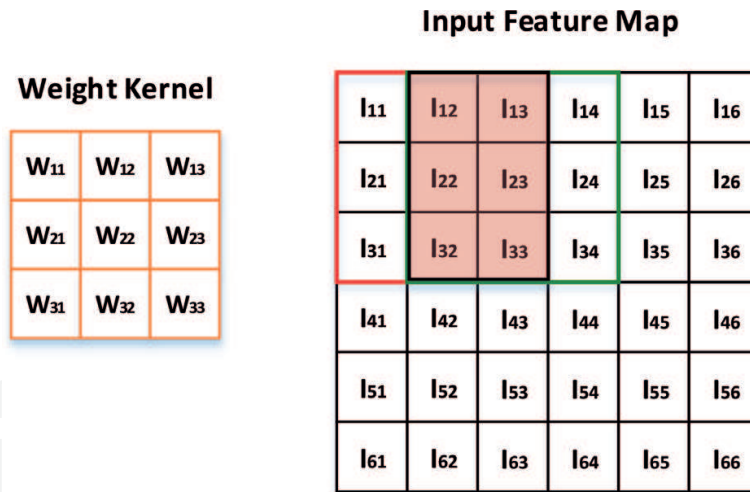 Input Feature Map
Weight Kernel
I11 I12 I13 I14 I15 I16
W11 W12 W13
I21 I22 I23 I24 I25 I26
W21 W22 W23
I31 I32 I33 I34 I35 I36
W31 W32 W33
I41 I42 I43 I44 I45 I46
I51 I52 I53 I54 I55 I56
I61 I62 I63 I64 I65 I66